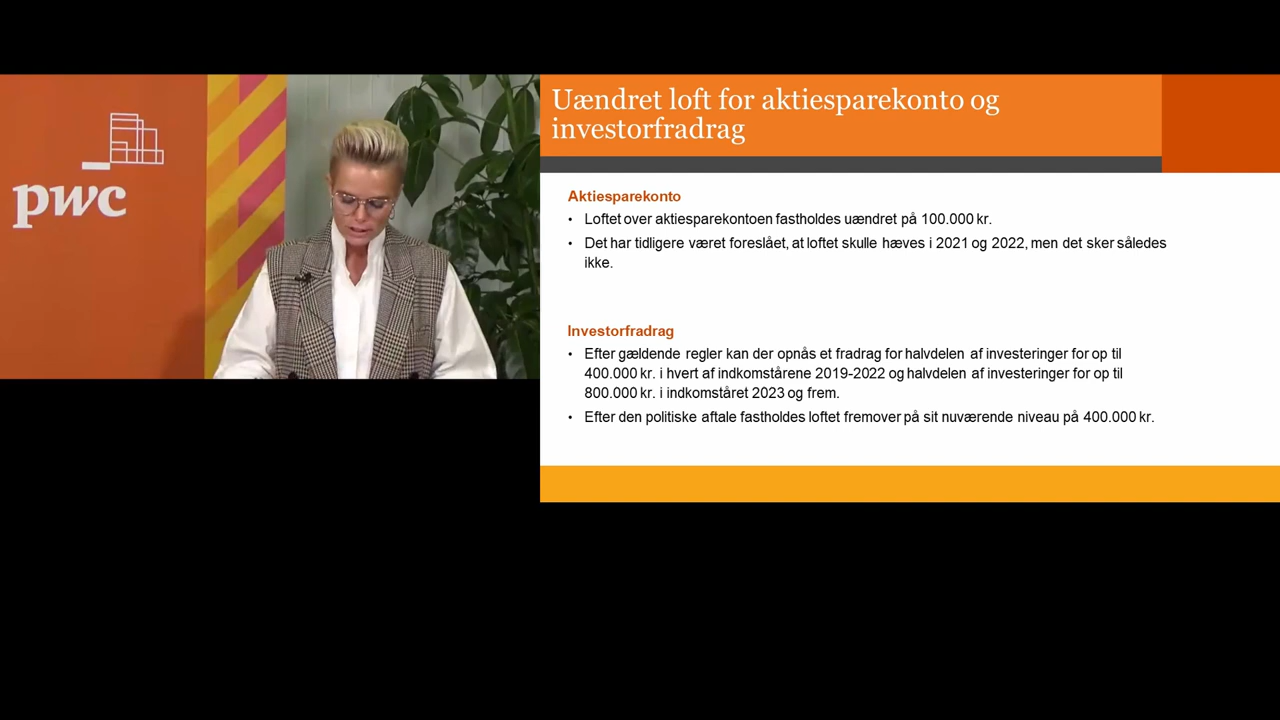 pwc
Uændret loft for aktiesparekonto og
investorfradrag
Aktiesparekonto
• Loftet over aktiesparekontoen fastholdes uændret på 100.000 kr.
• Det har tidligere været foreslået, at loftet skulle hæves i 2021 og 2022, men det sker således
ikke.
Investorfradrag
• Efter gældende regler kan der opnås et fradrag for halvdelen af investeringer for op til
400.000 kr. i hvert af indkomstårene 2019-2022 og halvdelen af investeringer for op til
800.000 kr. i indkomståret 2023 og frem.
• Efter den politiske aftale fastholdes loftet fremover på sit nuværende niveau på 400.000 kr.